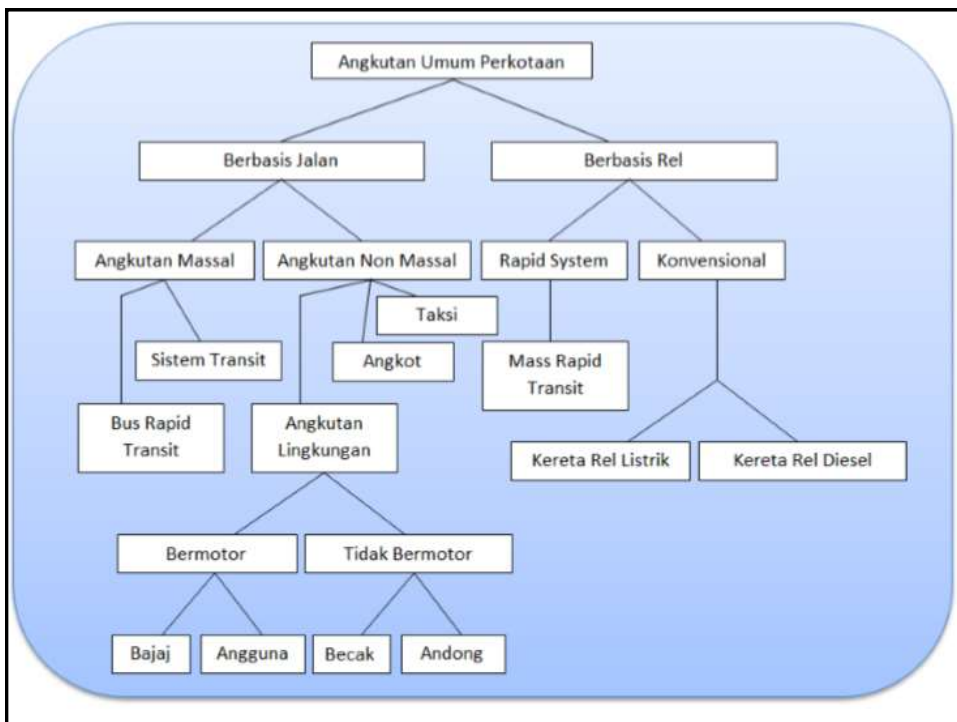 Angkutan Umum Perkotaan
Berbasis Jalan
Berbasis Rel
Angkutan Massal
Angkutan Non Massal
Rapid System
Konvensional
Taksi
Sistem Transit
Angkot
Mass Rapid
Transit
Bus Rapid
Transit
Angkutan
Lingkungan
Kereta Rel Listrik
Kereta Rel Diesel
Bermotor
Tidak Bermotor
Bajaj
Angguna
Becak
Andong